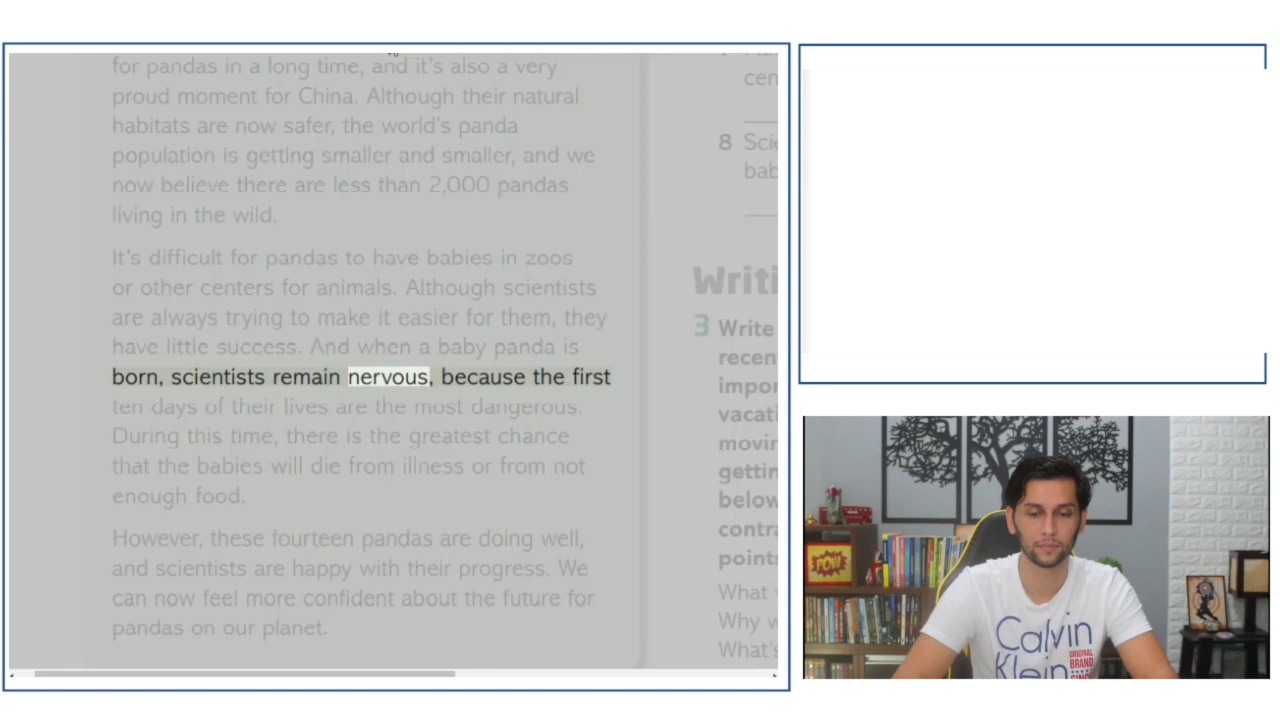 for pandas in a long time, and it's also a very
proud moment for China. Although their natural
habitats are now safer, the world's panda
population is getting smaller and smaller, and we
now believe there are less than 2,000 pandas
living in the wild.
It's difficult for pandas to have babies in zoos
or other centers for animals. Although scientists
are always trying to make it easier for them, they
have little success. And when a baby panda is
born, scientists remain nervous, because the first
ten days of their lives are the most dangerous.
During this time, there is the greatest chance
that the babies will die from illness or from not
enough food.
However, these fourteen pandas are doing well,
and scientists are happy with their progress. We
can now feel more confident about the future for
pandas on our planet.
cen
8 Scie
bab
Writi
3 Write
recen
impor
vacati
movin
gettin
below
contra
points
What
Why w
What's
POW!
Calvin
Klein
ORIGINAL
BRAND